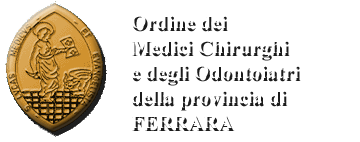 Ordine dei
Medici Chirurghi
e degli Odontoiatri
della provincia di
FERRARA